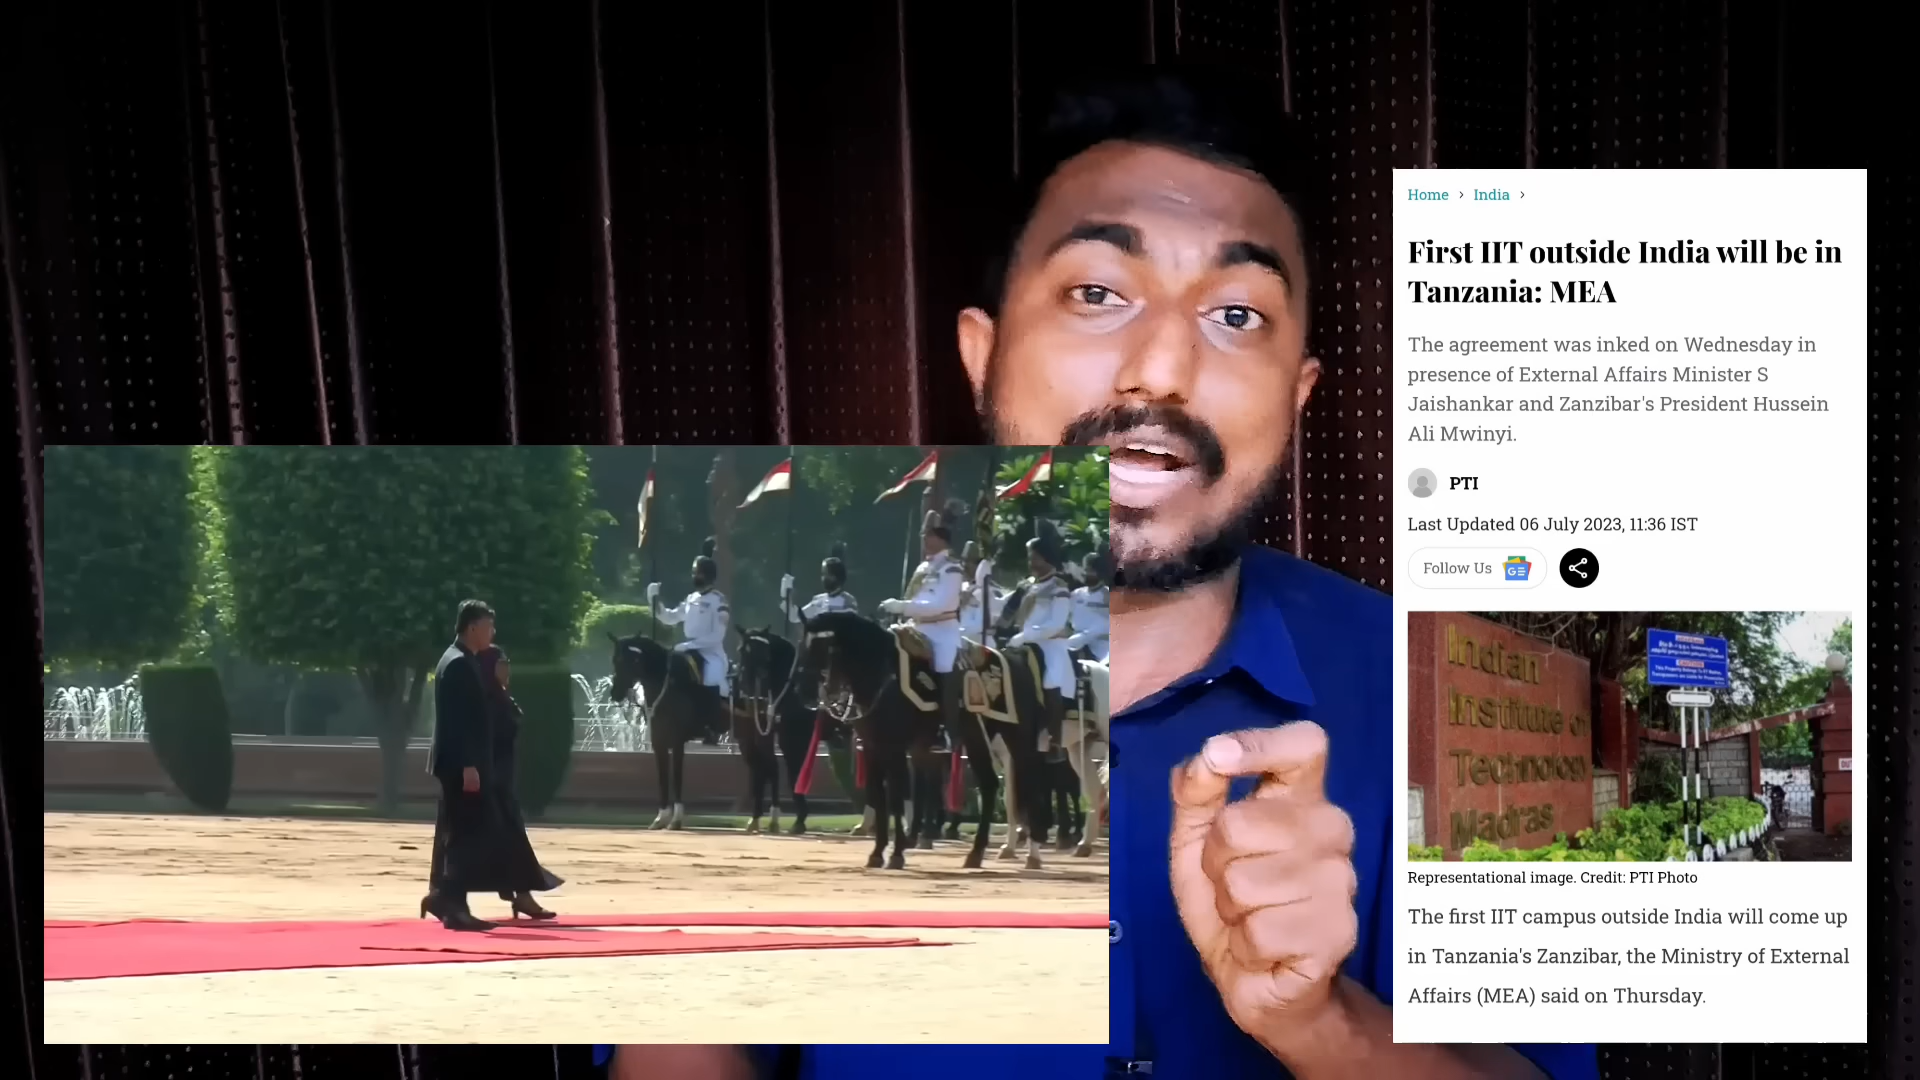 Home > India >
First IIT outside India will be in
Tanzania: MEA
The agreement was inked on Wednesday in
presence of External Affairs Minister S
Jaishankar and Zanzibar's President Hussein
Ali Mwinyi.
PTI
Last Updated 06 July 2023, 11:36 IST
Follow Us
Indian
Institute of
Technology
Madras
Representational image. Credit: PTI Photo
The first IIT campus outside India will come up
in Tanzania's Zanzibar, the Ministry of External
Affairs (MEA) said on Thursday.